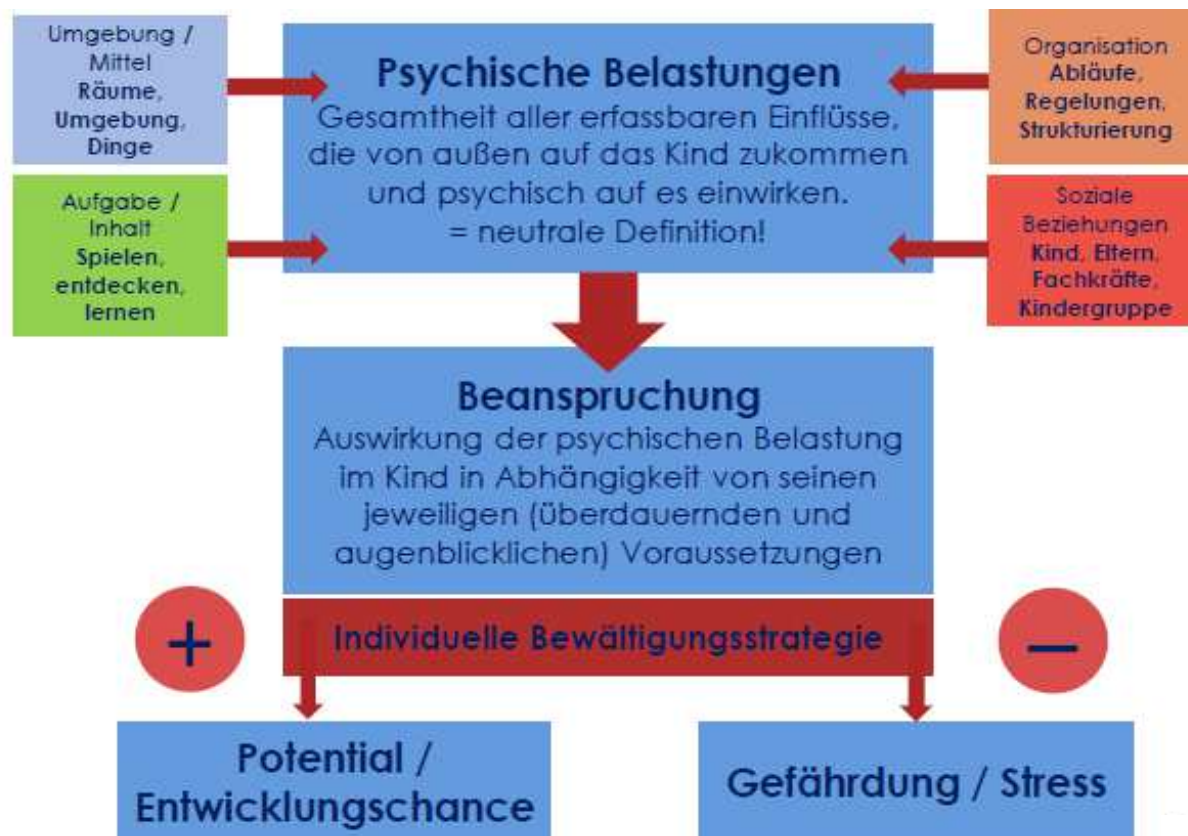 Umgebung /
Mittel
Räume,
Umgebung,
Dinge
Aufgabe /
Inhalt
Spielen,
entdecken,
lernen
Psychische Belastungen
Gesamtheit aller erfassbaren Einflüsse,
die von außen auf das Kind zukommen
und psychisch auf es einwirken.
= neutrale Definition!
Organisation
Abläufe,
Regelungen,
Strukturierung
Soziale
Beziehungen
Kind, Eltern,
Fachkräfte,
Kindergruppe
Beanspruchung
Auswirkung der psychischen Belastung
im Kind in Abhängigkeit von seinen
jeweiligen (überdauernden und
augenblicklichen) Voraussetzungen
+
Individuelle Bewältigungsstrategie
–
Potential /
Entwicklungschance
Gefährdung / Stress